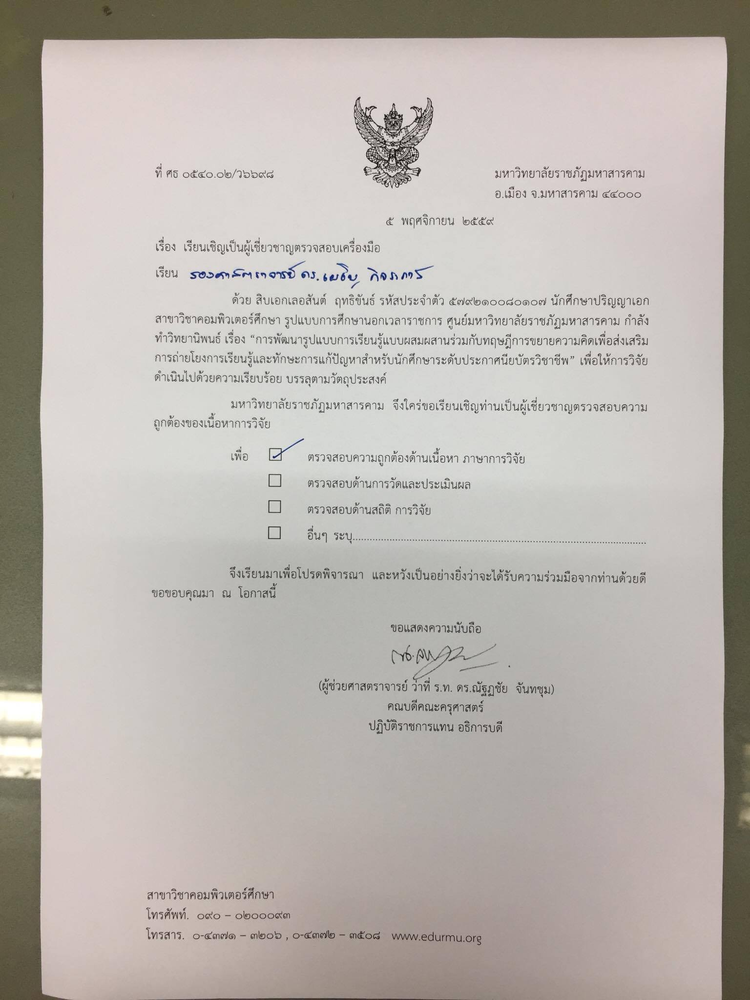 ที่ ศธ ๐๕๔๐.๐๒/ว๖๖๙๘
มหาวิทยาลัยราชภัฏมหาสารคาม
อ.เมือง จ.มหาสารคาม ๔๔๐๐๐
๕ พฤศจิกายน ๒๕๕๙
เรื่อง เรียนเชิญเป็นผู้เชี่ยวชาญตรวจสอบเครื่องมือ
เรียน รองศาสตราจารย์ ดร.เผชิญ กิจระการ
ด้วย สิบเอกเลอสันต์ ฤทธิขันธ์ รหัสประจำตัว ๕๗๙๒๑๐๐๘๐๑๐๗ นักศึกษาปริญญาเอก
สาขาวิชาคอมพิวเตอร์ศึกษา รูปแบบการศึกษานอกเวลาราชการ ศูนย์มหาวิทยาลัยราชภัฏมหาสารคาม กำลัง
ทำวิทยานิพนธ์ เรื่อง “การพัฒนารูปแบบการเรียนรู้แบบผสมผสานร่วมกับทฤษฎีการขยายความคิดเพื่อส่งเสริม
การถ่ายโยงการเรียนรู้และทักษะการแก้ปัญหาสำหรับนักศึกษาระดับประกาศนียบัตรวิชาชีพ” เพื่อให้การวิจัย
ดำเนินไปด้วยความเรียบร้อย บรรลุตามวัตถุประสงค์
มหาวิทยาลัยราชภัฏมหาสารคาม จึงใคร่ขอเรียนเชิญท่านเป็นผู้เชี่ยวชาญตรวจสอบความ
ถูกต้องของเนื้อหาการวิจัย
เพื่อ ตรวจสอบความถูกต้องด้านเนื้อหา ภาษาการวิจัย
ตรวจสอบด้านการวัดและประเมินผล
ตรวจสอบด้านสถิติ การวิจัย
อื่นๆ ระบุ........................................................................
จึงเรียนมาเพื่อโปรดพิจารณา และหวังเป็นอย่างยิ่งว่าจะได้รับความร่วมมือจากท่านด้วยดี
ขอขอบคุณมา ณ โอกาสนี้
ขอแสดงความนับถือ
(ผู้ช่วยศาสตราจารย์ ว่าที่ ร.ท. ดร.ณัฐฏชัย จันทชุม)
คณบดีคณะครุศาสตร์
ปฏิบัติราชการแทน อธิการบดี
สาขาวิชาคอมพิวเตอร์ศึกษา
โทรศัพท์. ๐๙๐ – ๐๒๐๐๐๙๓
โทรสาร. ๐-๔๓๗๑ – ๓๒๐๖ , ๐-๔๓๗๒ – ๓๕๐๘ www.edurmu.org